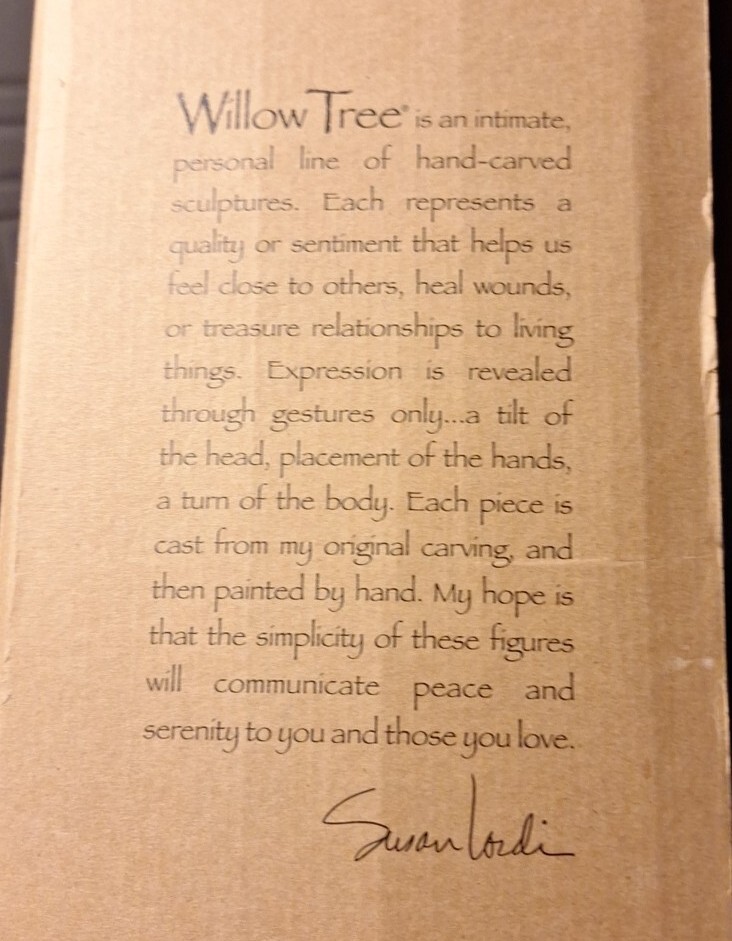 Willow Tree® is an intimate,
personal line of hand-carved
sculptures. Each represents a
quality or sentiment that helps us
feel close to others, heal wounds,
or treasure relationships to living
things. Expression is revealed
through gestures only...a tilt of
the head, placement of the hands,
a turn of the body. Each piece is
cast from my original carving, and
then painted by hand. My hope is
that the simplicity of these figures
will communicate peace and
serenity to you and those you love.
Susan Lordi